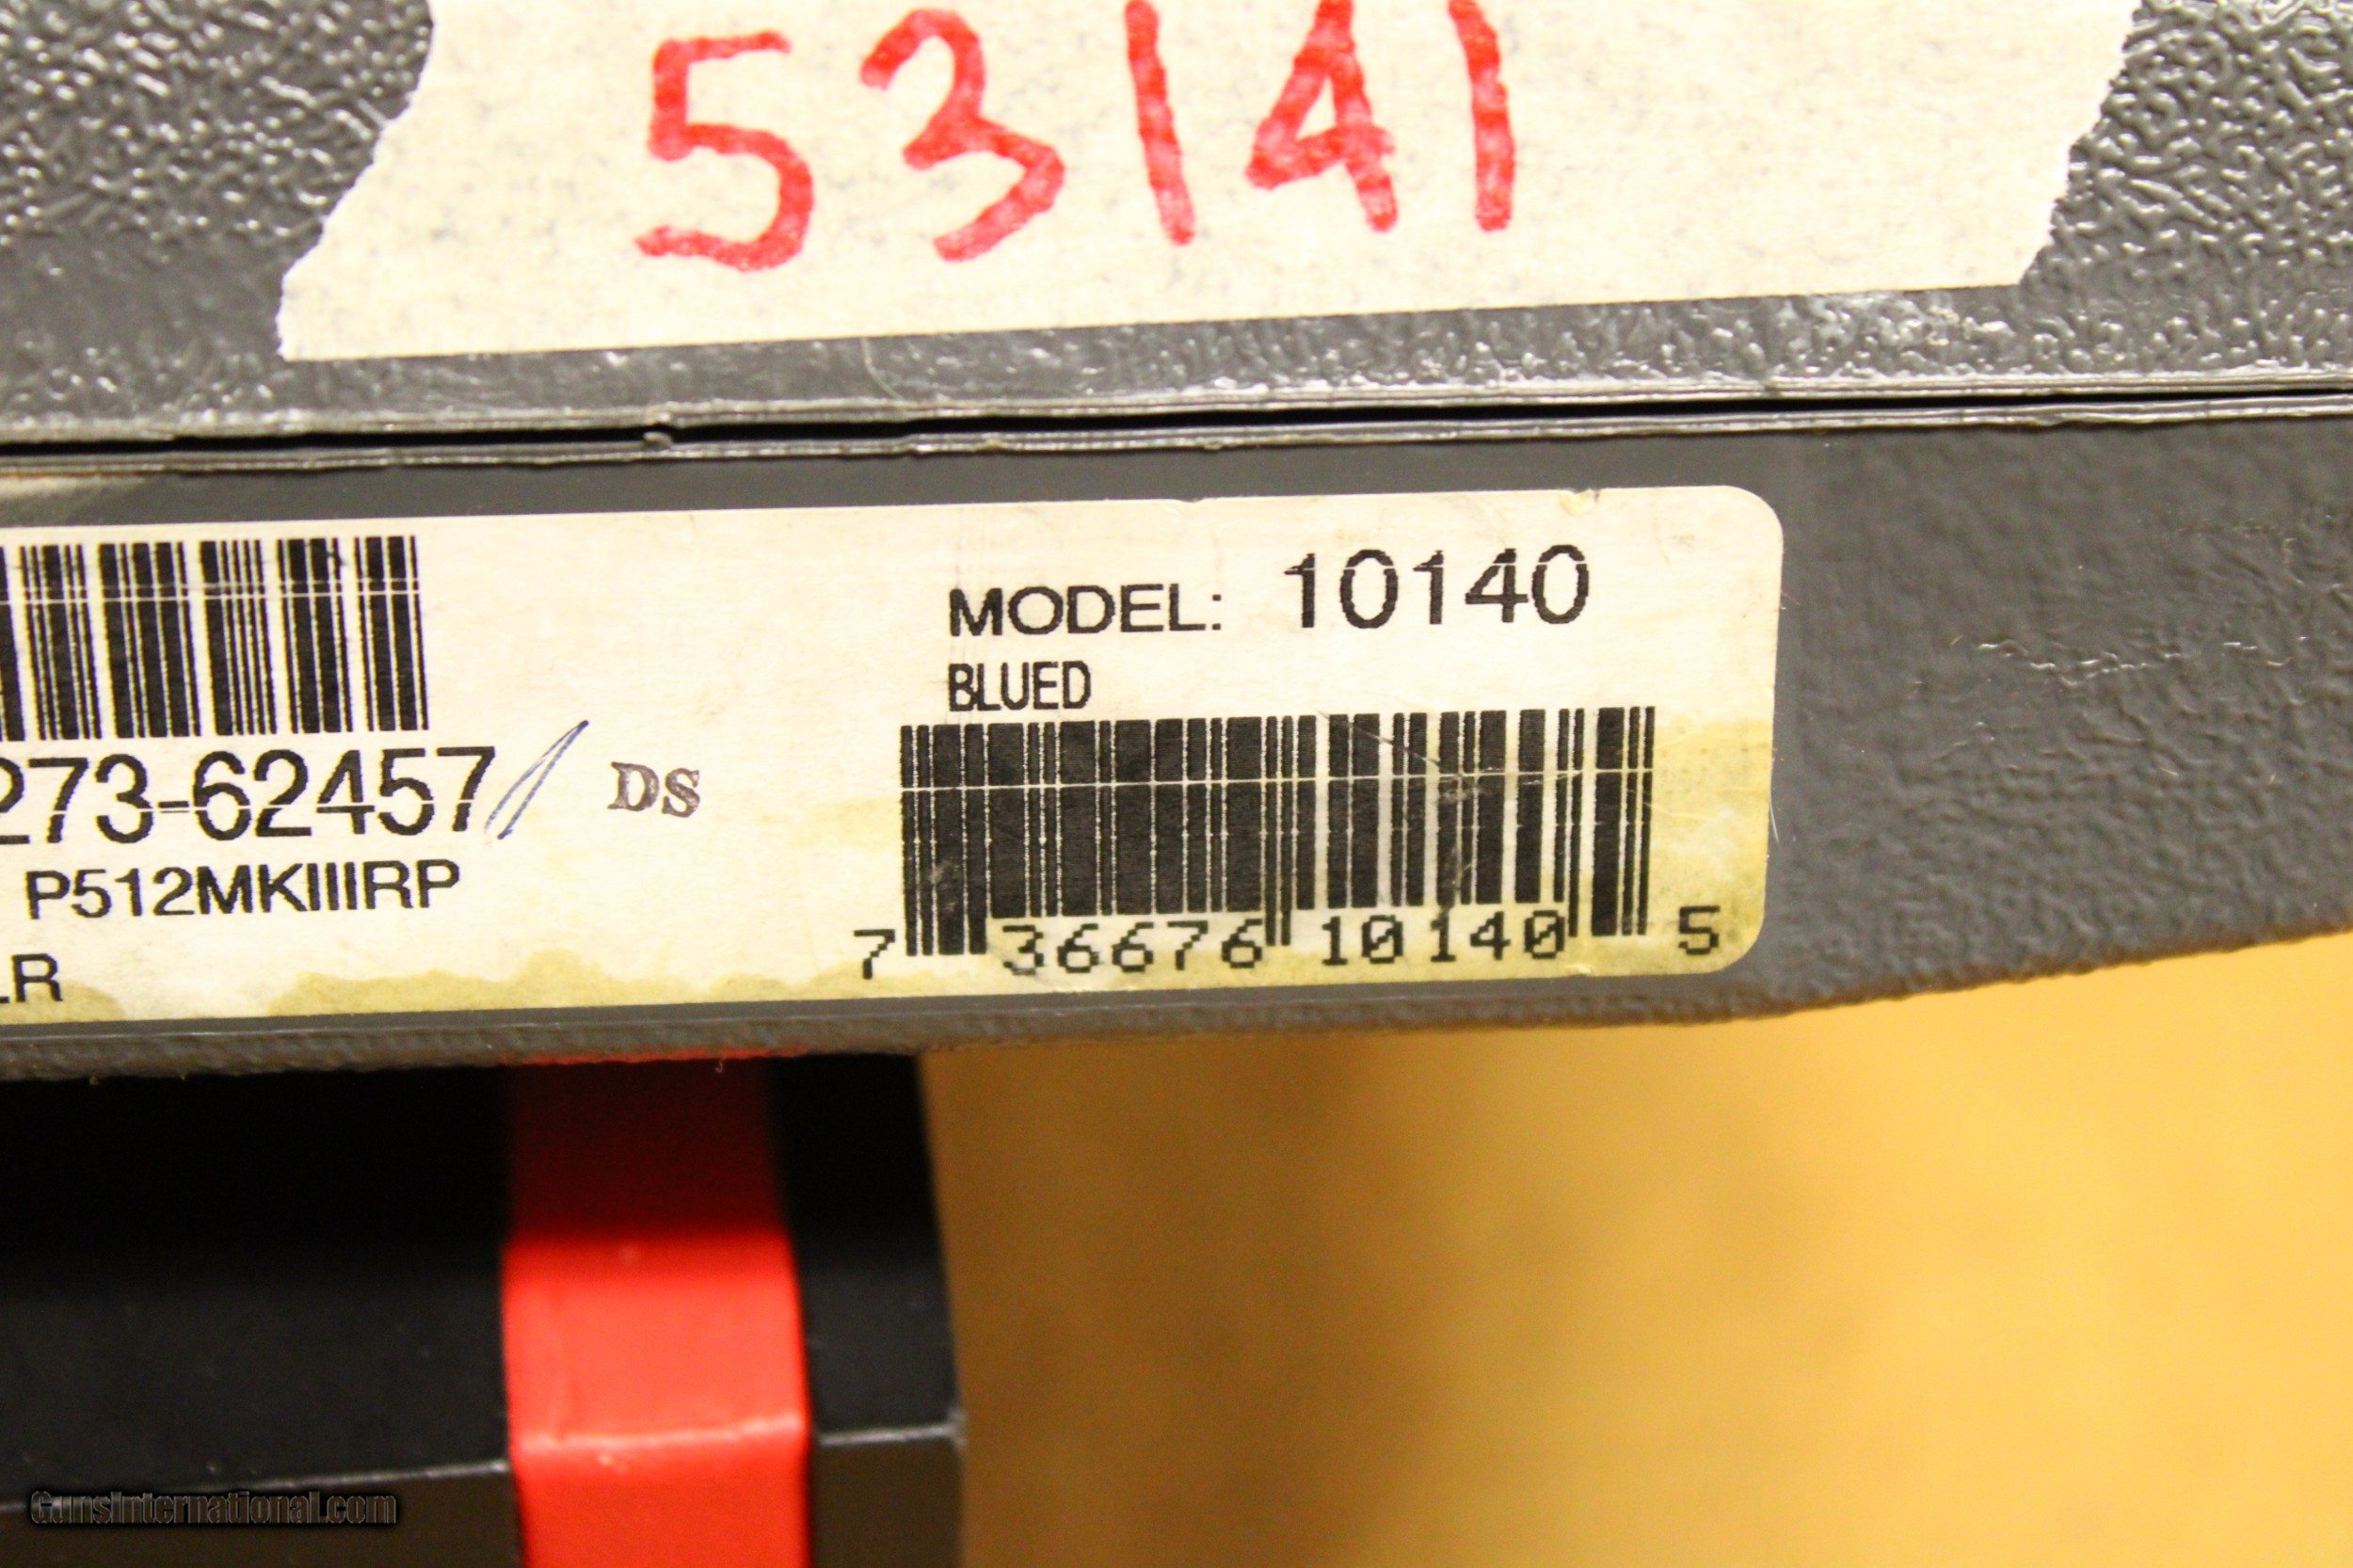 53141
MODEL: 10140
BLUED
273-62457 DS
P512MKIIIRP
LR
7 36676 10140 5
GunsInternational.com